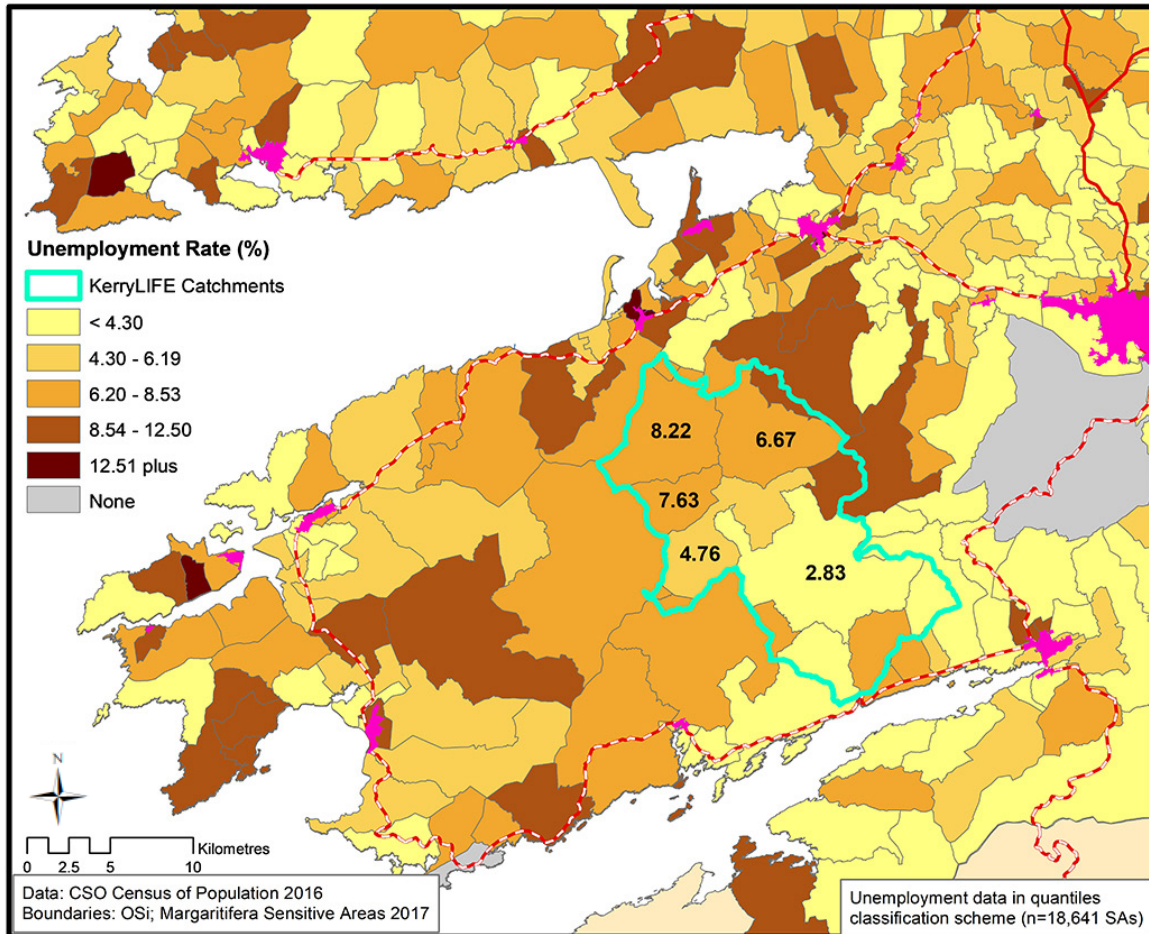 Unemployment Rate (%)
KerryLIFE Catchments
< 4.30
4.30 - 6.19
6.20 - 8.53
8.54 - 12.50
12.51 plus
None
8.22
6.67
7.63
4.76
2.83
N
Kilometres
0 2.5 5 10
Data: CSO Census of Population 2016
Boundaries: OSi; Margaritifera Sensitive Areas 2017
Unemployment data in quantiles
classification scheme (n=18,641 SAs)